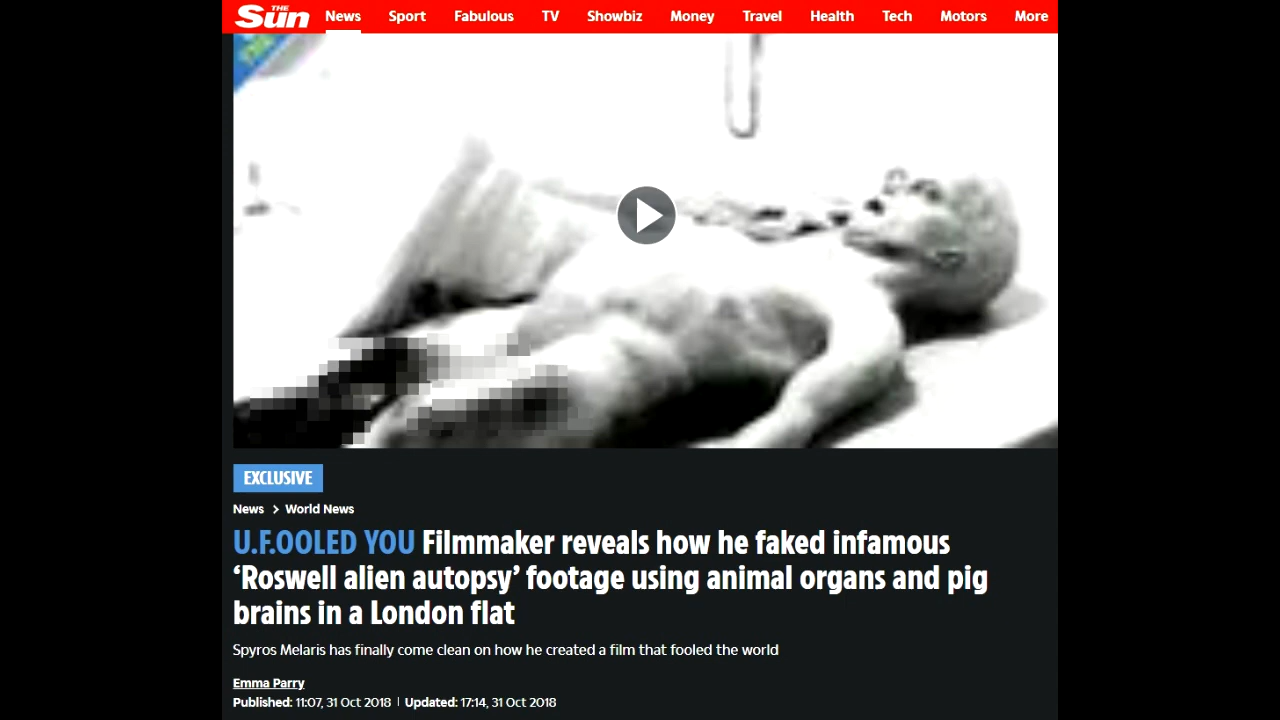 THE Sun News Sport Fabulous TV Showbiz Money Travel Health Tech Motors More
EXCLUSIVE
News > World News
U.F.OOLED YOU Filmmaker reveals how he faked infamous
‘Roswell alien autopsy’ footage using animal organs and pig
brains in a London flat
Spyros Melaris has finally come clean on how he created a film that fooled the world
Emma Parry
Published: 11:07, 31 Oct 2018 | Updated: 17:14, 31 Oct 2018